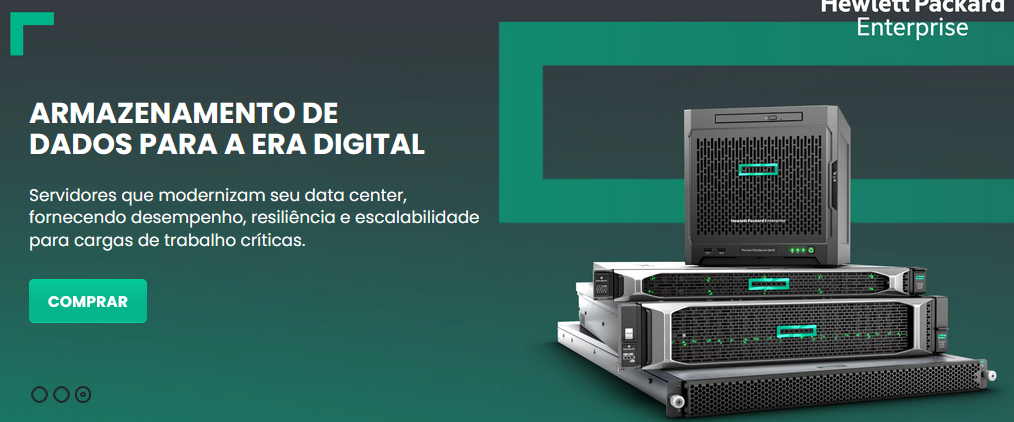 Hewlett Packard
Enterprise
ARMAZENAMENTO DE
DADOS PARA A ERA DIGITAL
Servidores que modernizam seu data center,
fornecendo desempenho, resiliência e escalabilidade
para cargas de trabalho críticas.
COMPRAR
Hewlett Packard Enterprise